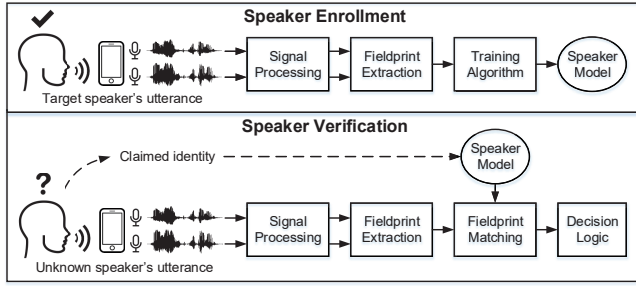 Speaker Enrollment
Signal
Processing
Fieldprint
Extraction
Training
Algorithm
Speaker
Model
Target speaker's utterance
Speaker Verification
?
Claimed identity
Speaker
Model
Signal
Processing
Fieldprint
Extraction
Fieldprint
Matching
Decision
Logic
Unknown speaker's utterance